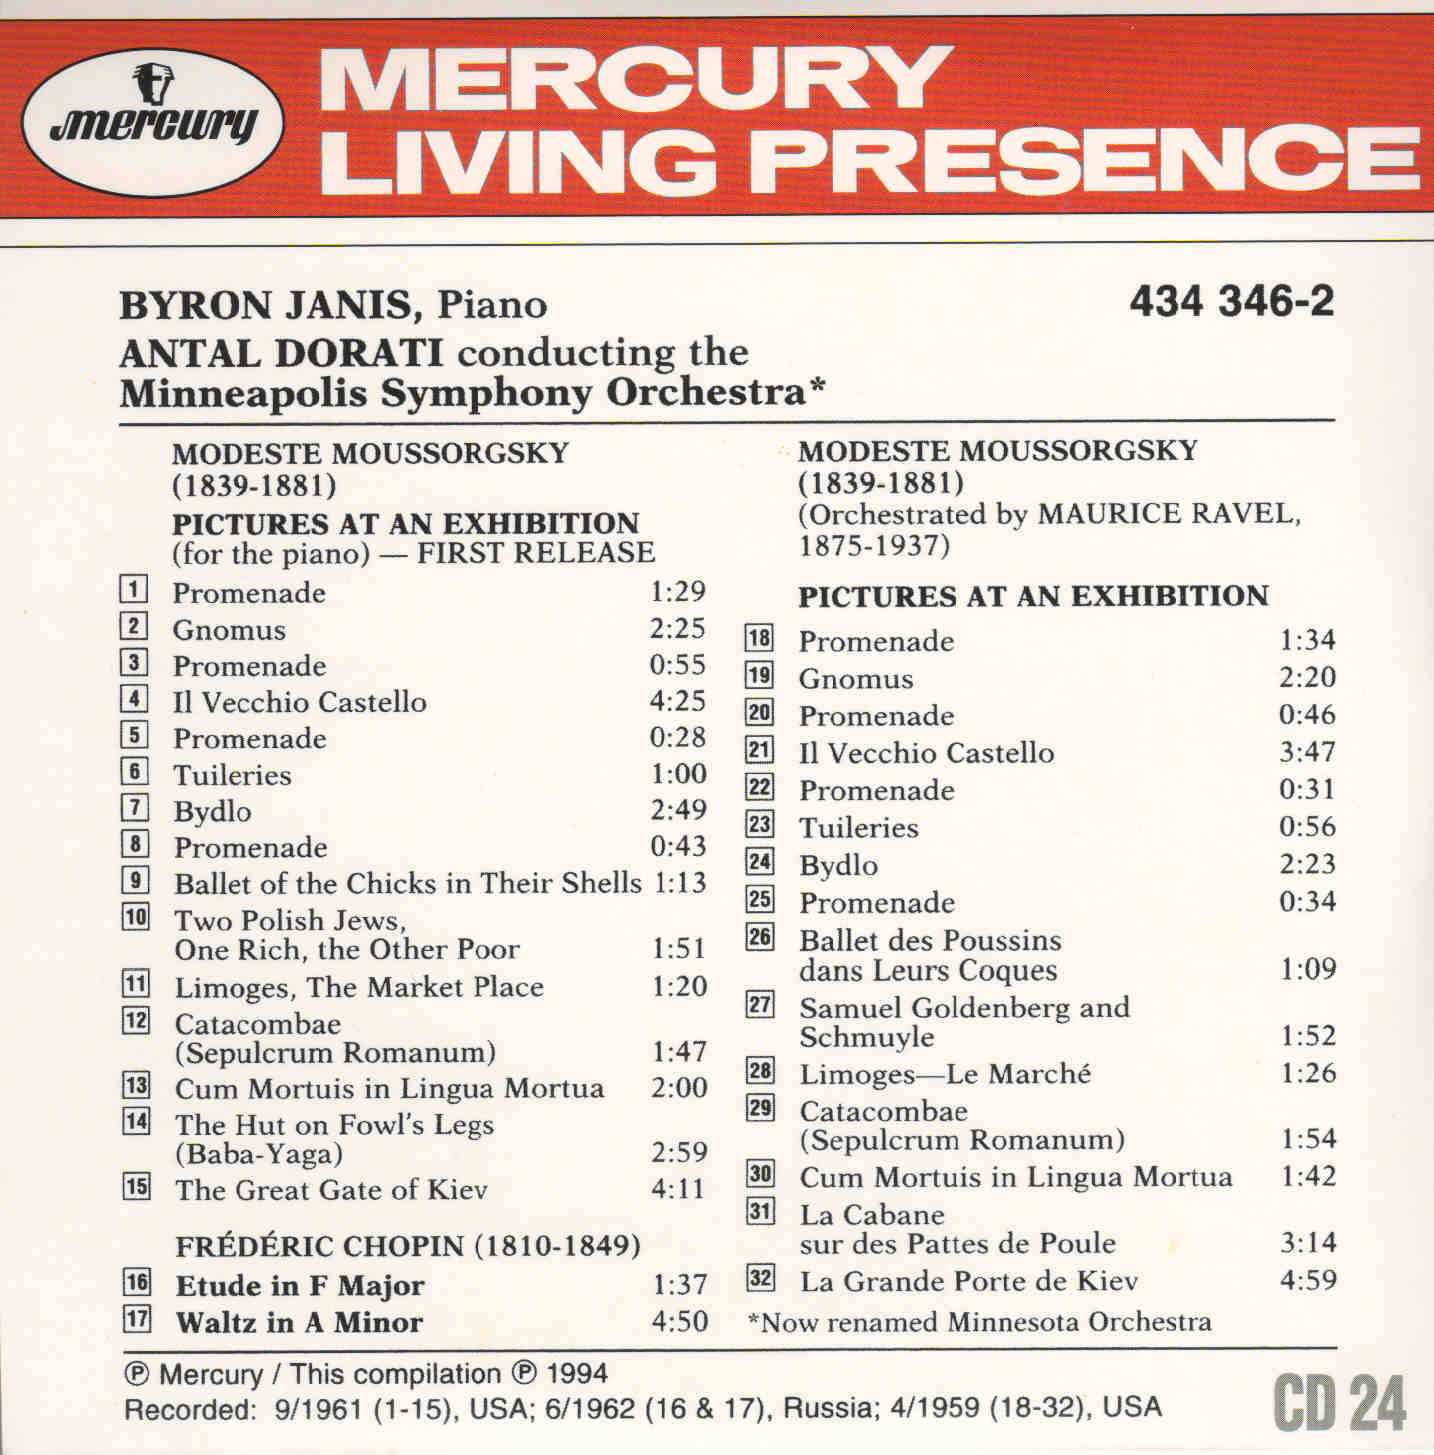 mercury
MERCURY
LIVING PRESENCE
BYRON JANIS, Piano
434 346-2
ANTAL DORATI conducting the
Minneapolis Symphony Orchestra*
MODESTE MOUSSORGSKY
(1839-1881)
PICTURES AT AN EXHIBITION
(for the piano) — FIRST RELEASE
1 Promenade 1:29
2 Gnomus 2:25
3 Promenade 0:55
4 Il Vecchio Castello 4:25
5 Promenade 0:28
6 Tuileries 1:00
7 Bydlo 2:49
8 Promenade 0:43
9 Ballet of the Chicks in Their Shells 1:13
10 Two Polish Jews,
One Rich, the Other Poor 1:51
11 Limoges, The Market Place 1:20
12 Catacombae
(Sepulcrum Romanum) 1:47
13 Cum Mortuis in Lingua Mortua 2:00
14 The Hut on Fowl's Legs
(Baba-Yaga) 2:59
15 The Great Gate of Kiev 4:11
FRÉDÉRIC CHOPIN (1810-1849)
16 Etude in F Major 1:37
17 Waltz in A Minor 4:50
MODESTE MOUSSORGSKY
(1839-1881)
(Orchestrated by MAURICE RAVEL,
1875-1937)
PICTURES AT AN EXHIBITION
18 Promenade 1:34
19 Gnomus 2:20
20 Promenade 0:46
21 Il Vecchio Castello 3:47
22 Promenade 0:31
23 Tuileries 0:56
24 Bydlo 2:23
25 Promenade 0:34
26 Ballet des Poussins
dans Leurs Coques 1:09
27 Samuel Goldenberg and
Schmuyle 1:52
28 Limoges—Le Marché 1:26
29 Catacombae
(Sepulcrum Romanum) 1:54
30 Cum Mortuis in Lingua Mortua 1:42
31 La Cabane
sur des Pattes de Poule 3:14
32 La Grande Porte de Kiev 4:59
*Now renamed Minnesota Orchestra
℗ Mercury / This compilation ℗ 1994
Recorded: 9/1961 (1-15), USA; 6/1962 (16 & 17), Russia; 4/1959 (18-32), USA
CD 24